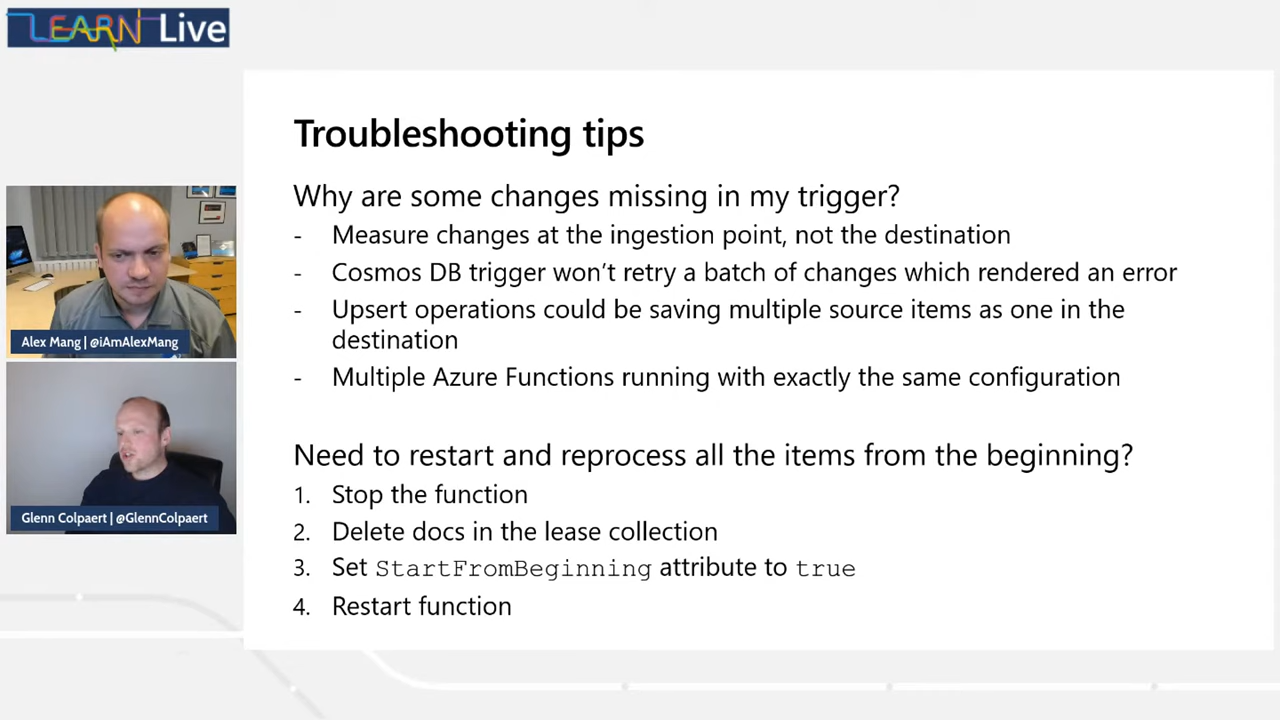 LEARN Live
Troubleshooting tips
Why are some changes missing in my trigger?
- Measure changes at the ingestion point, not the destination
- Cosmos DB trigger won't retry a batch of changes which rendered an error
- Upsert operations could be saving multiple source items as one in the
destination
- Multiple Azure Functions running with exactly the same configuration
Need to restart and reprocess all the items from the beginning?
1. Stop the function
2. Delete docs in the lease collection
3. Set StartFromBeginning attribute to true
4. Restart function
Alex Mang | @iAmAlexMang
Glenn Colpaert | @GlennColpaert